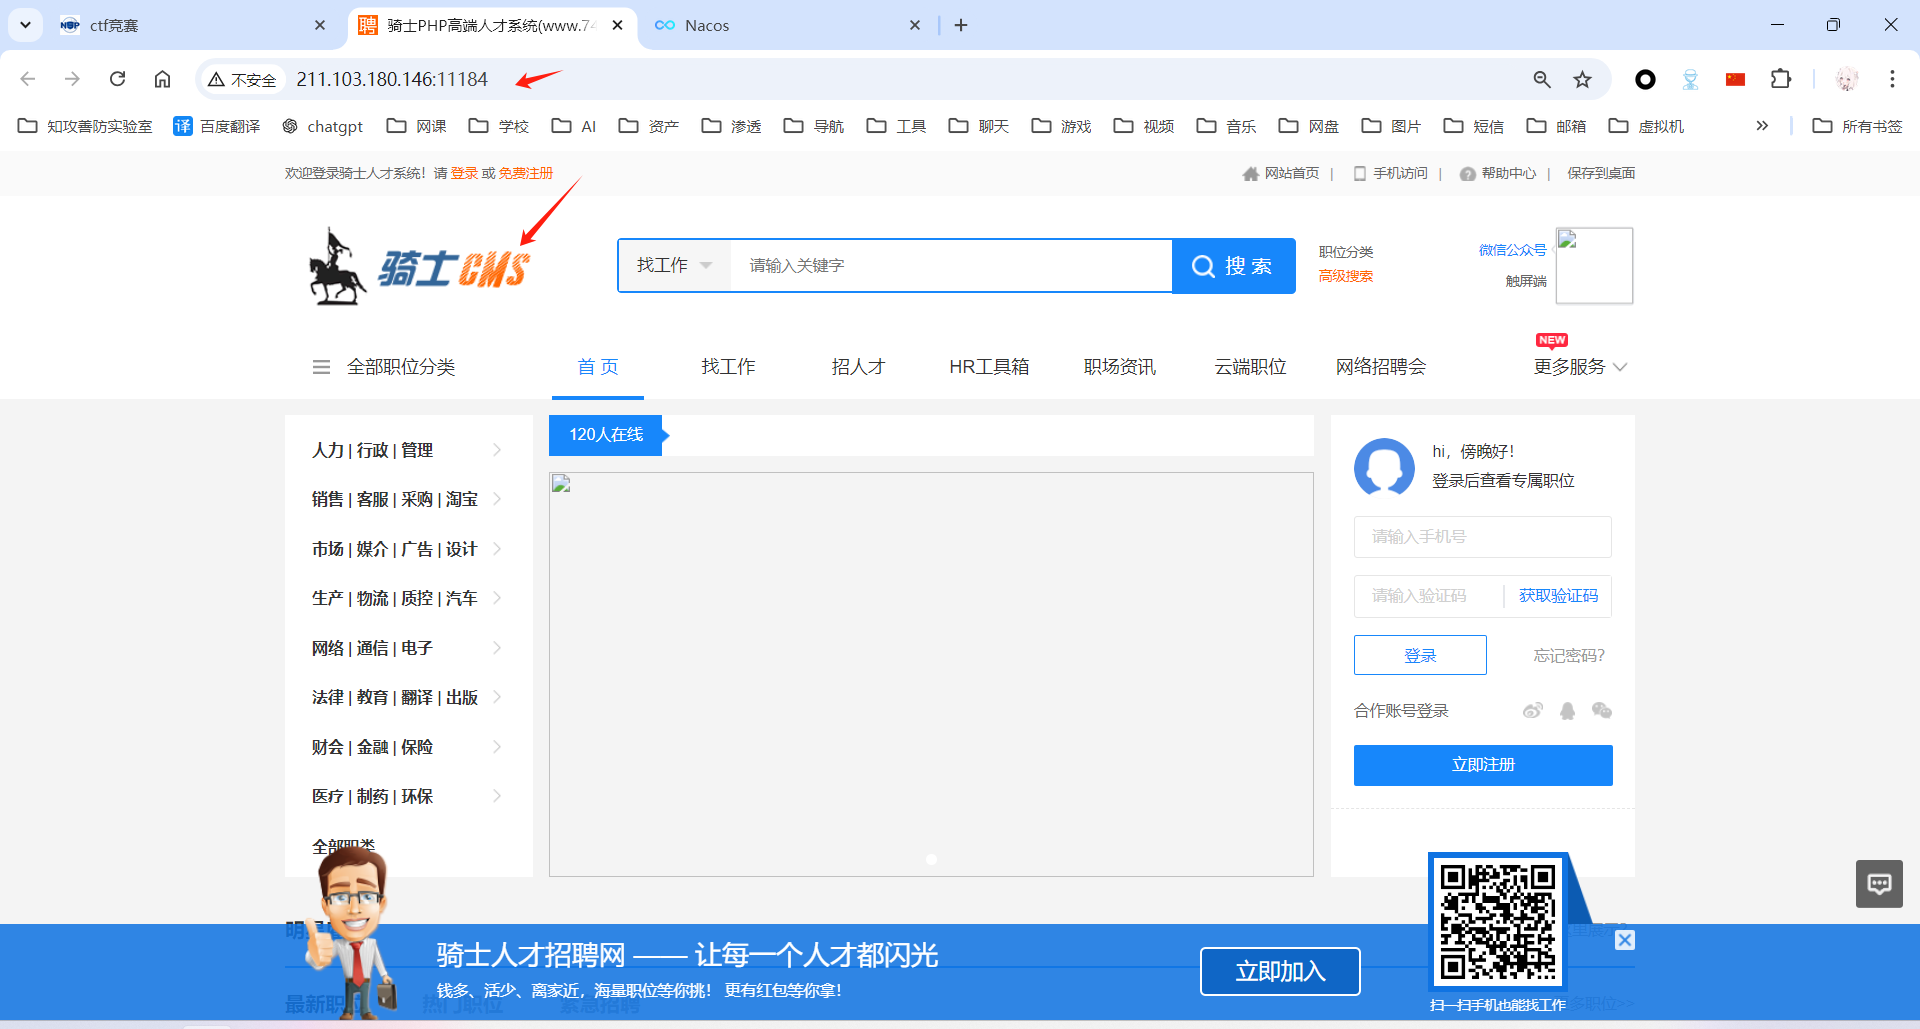 ctf竞赛
骑士PHP高端人才系统(www.74
Nacos
不安全
211.103.180.146:11184
知攻善防实验室
译 百度翻译
chatgpt
网课
学校
AI
资产
渗透
导航
工具
聊天
游戏
视频
音乐
网盘
图片
短信
邮箱
虚拟机
所有书签
欢迎登录骑士人才系统！请 登录 或 免费注册
网站首页 | 手机访问 | 帮助中心 | 保存到桌面
骑士CMS
找工作
请输入关键字
搜 索
职位分类
高级搜索
微信公众号
触屏端
全部职位分类
首 页
找工作
招人才
HR工具箱
职场资讯
云端职位
网络招聘会
NEW
更多服务
人力 | 行政 | 管理
销售 | 客服 | 采购 | 淘宝
市场 | 媒介 | 广告 | 设计
生产 | 物流 | 质控 | 汽车
网络 | 通信 | 电子
法律 | 教育 | 翻译 | 出版
财会 | 金融 | 保险
医疗 | 制药 | 环保
全部职类
120人在线
hi，傍晚好！
登录后查看专属职位
请输入手机号
请输入验证码
获取验证码
登录
忘记密码?
合作账号登录
立即注册
骑士人才招聘网 —— 让每一个人才都闪光
钱多、活少、离家近，海量职位等你挑！ 更有红包等你拿！
立即加入
扫一扫手机也能找工作
最新职位
热门职位
紧急招聘